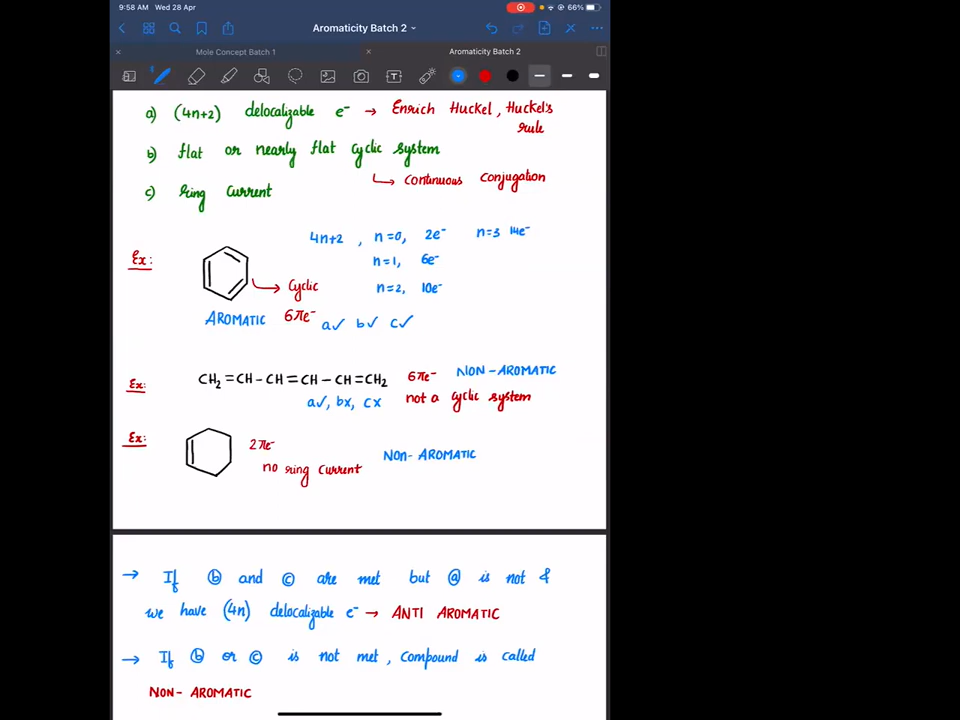 9:58 AM Wed 28 Apr 66%
Aromaticity Batch 2
Mole Concept Batch 1 Aromaticity Batch 2
a) (4n+2) delocalizable e⁻ → Enrich Huckel, Huckel's
rule
b) flat or nearly flat cyclic system
↳ continuous conjugation
c) ring current
4n+2 , n=0, 2e⁻ n=3 14e⁻
Ex:
n=1, 6e⁻
→ cyclic
n=2, 10e⁻
AROMATIC 6πe⁻ a✓ b✓ c✓
Ex: CH₂=CH-CH=CH-CH=CH₂ 6πe⁻ NON-AROMATIC
a✓, bx, cx not a cyclic system
Ex: 2πe⁻
no ring current NON-AROMATIC
→ If ⓑ and ⓒ are met but ⓐ is not &
we have (4n) delocalizable e⁻ → ANTI AROMATIC
→ If ⓑ or ⓒ is not met, compound is called
NON-AROMATIC